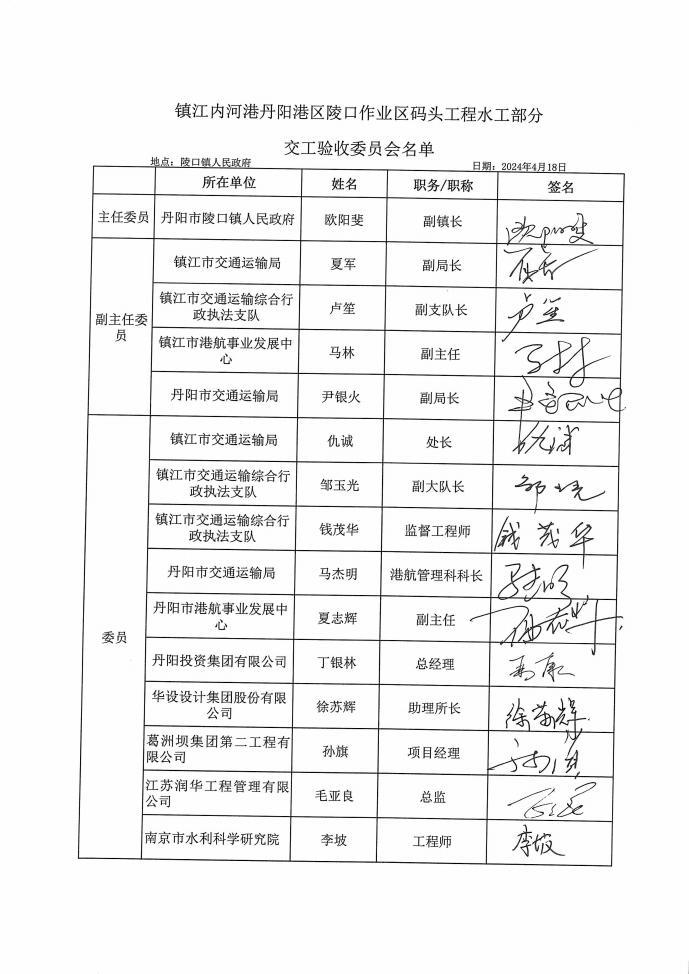 镇江内河港丹阳港区陵口作业区码头工程水工部分
交工验收委员会名单
地点：陵口镇人民政府 日期：2024年4月18日
所在单位 姓名 职务/职称 签名
主任委员 丹阳市陵口镇人民政府 欧阳斐 副镇长
副主任委员
镇江市交通运输局 夏军 副局长
镇江市交通运输综合行
政执法支队 卢笙 副支队长 卢笙
镇江市港航事业发展中
心 马林 副主任 马林
丹阳市交通运输局 尹银火 副局长
委员
镇江市交通运输局 仇诚 处长 仇诚
镇江市交通运输综合行
政执法支队 邹玉光 副大队长
镇江市交通运输综合行
政执法支队 钱茂华 监督工程师 钱茂华
丹阳市交通运输局 马杰明 港航管理科科长
丹阳市港航事业发展中
心 夏志辉 副主任
丹阳投资集团有限公司 丁银林 总经理
华设设计集团股份有限
公司 徐苏辉 助理所长 徐苏辉
葛洲坝集团第二工程有
限公司 孙旗 项目经理
江苏润华工程管理有限
公司 毛亚良 总监
南京市水利科学研究院 李坡 工程师 李坡